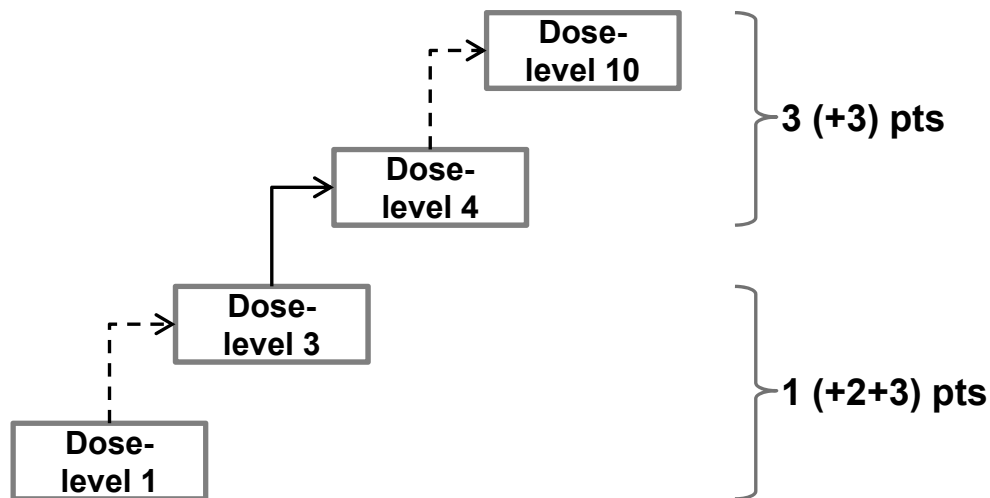 Dose-
level 10
3 (+3) pts
Dose-
level 4
Dose-
level 3
1 (+2+3) pts
Dose-
level 1